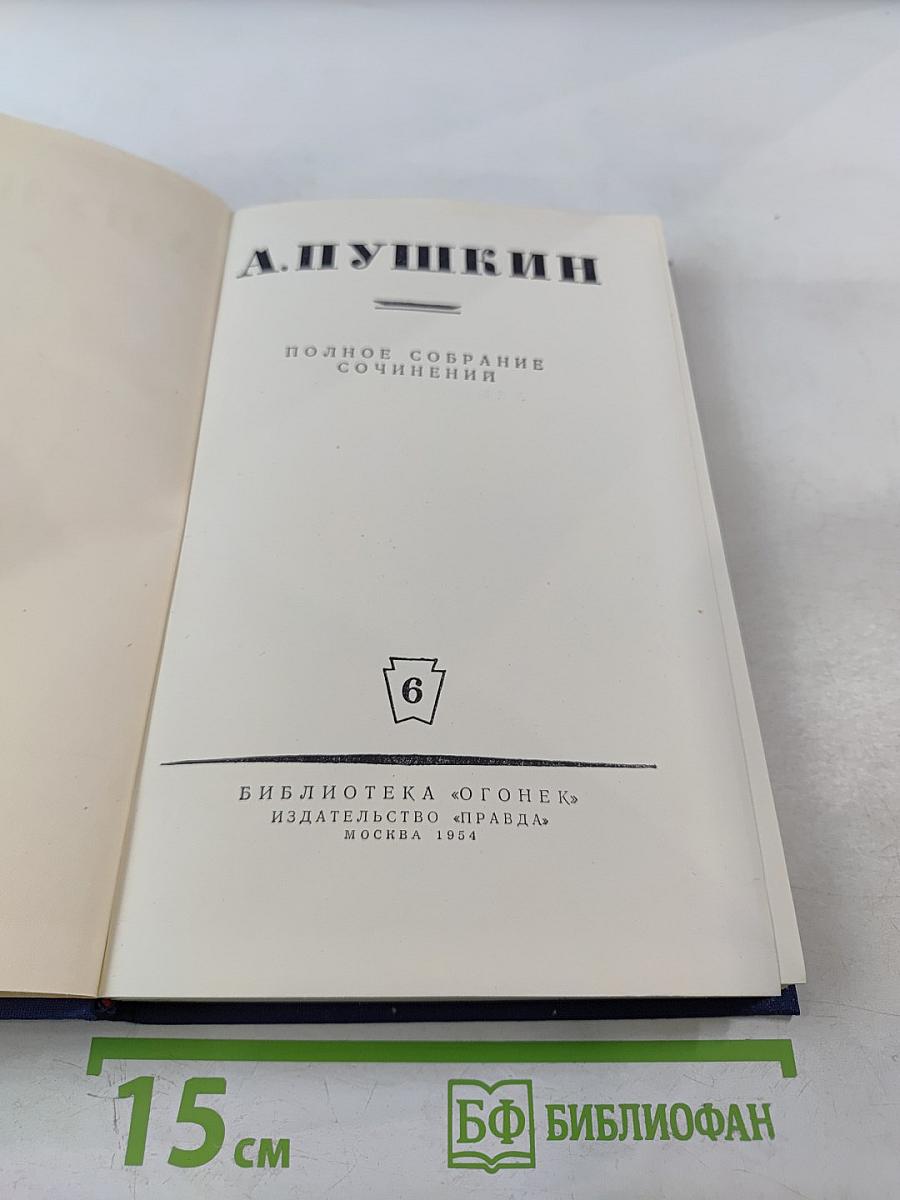 А. ПУШКИН
ПОЛНОЕ СОБРАНИЕ
СОЧИНЕНИЙ
6
БИБЛИОТЕКА «ОГОНЕК»
ИЗДАТЕЛЬСТВО «ПРАВДА»
МОСКВА 1954
15 см
БФ БИБЛИОФАН